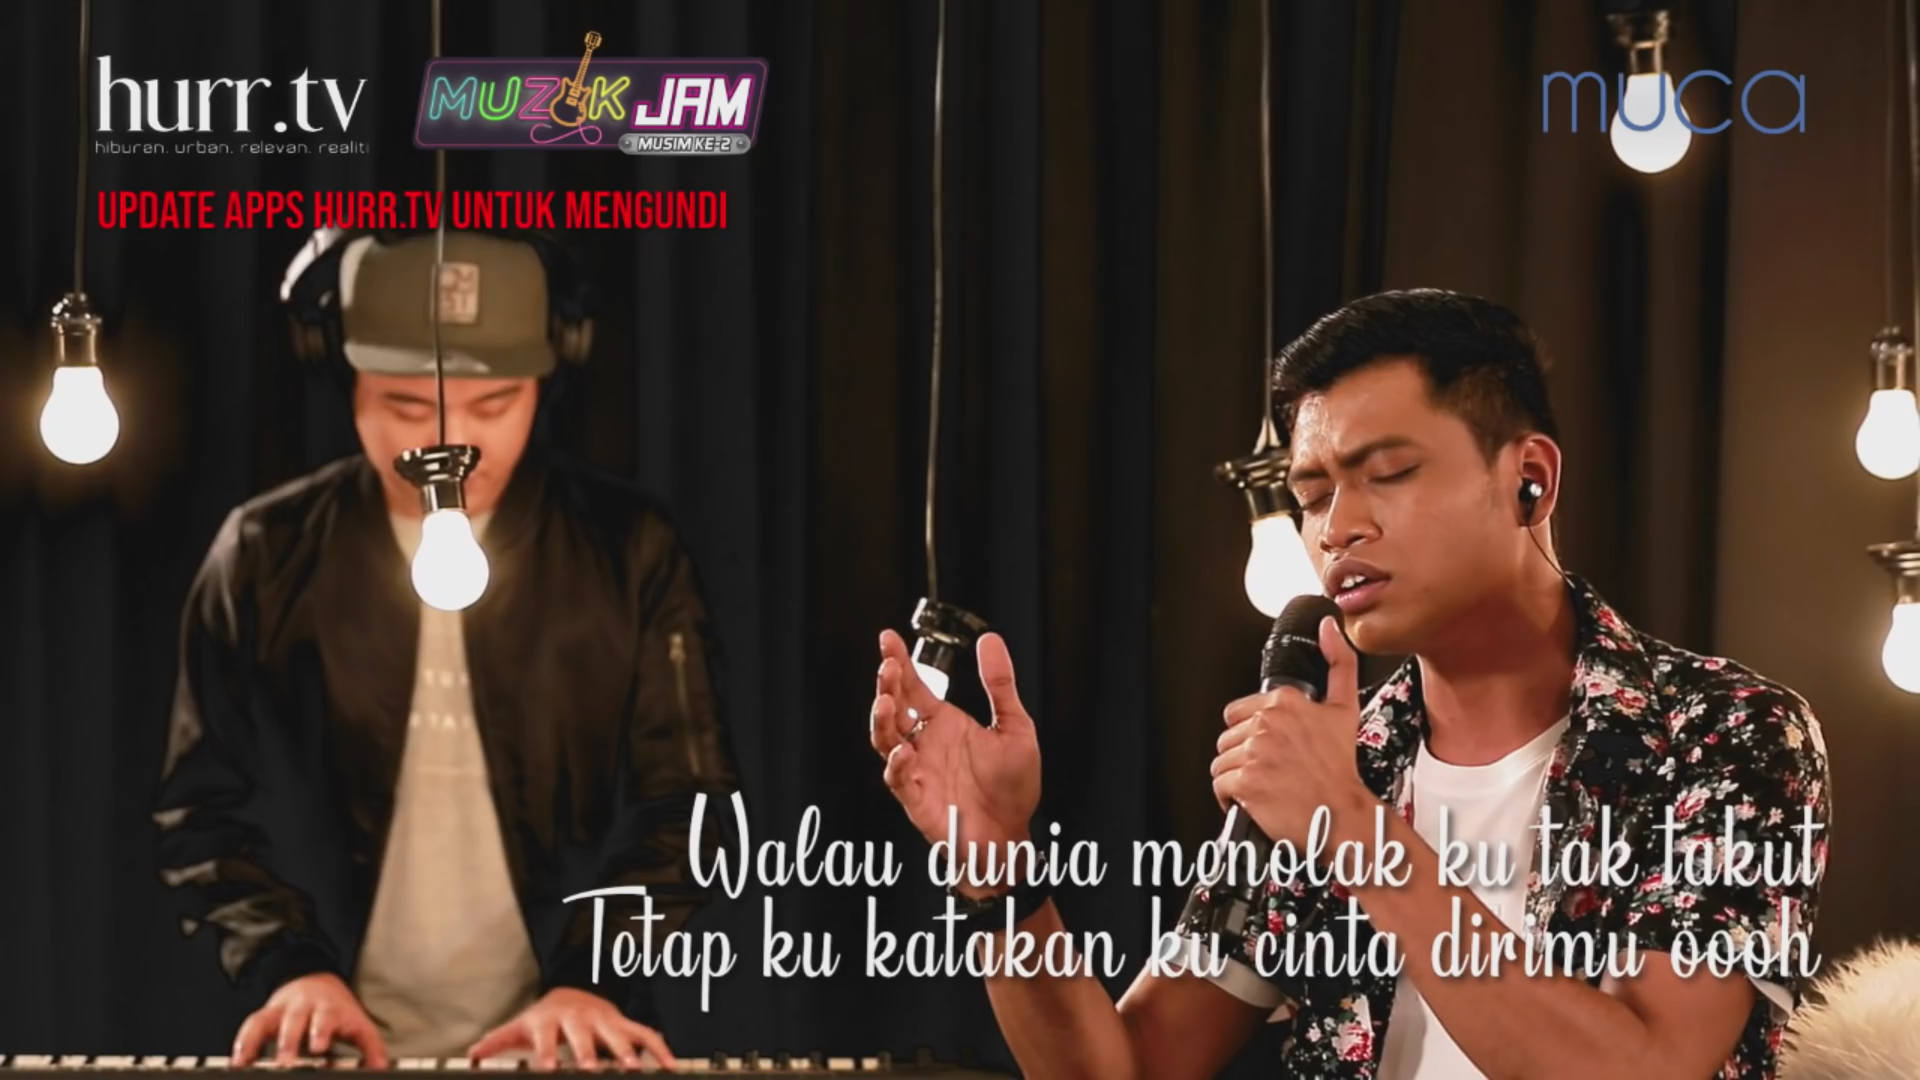 hurr.tv
hiburan. urban. relevan. realiti
MUZIK JAM
MUSIM KE-2
muca
UPDATE APPS HURR.TV UNTUK MENGUNDI
Walau dunia menolak ku tak takut
Tetap ku katakan ku cinta dirimu oooh